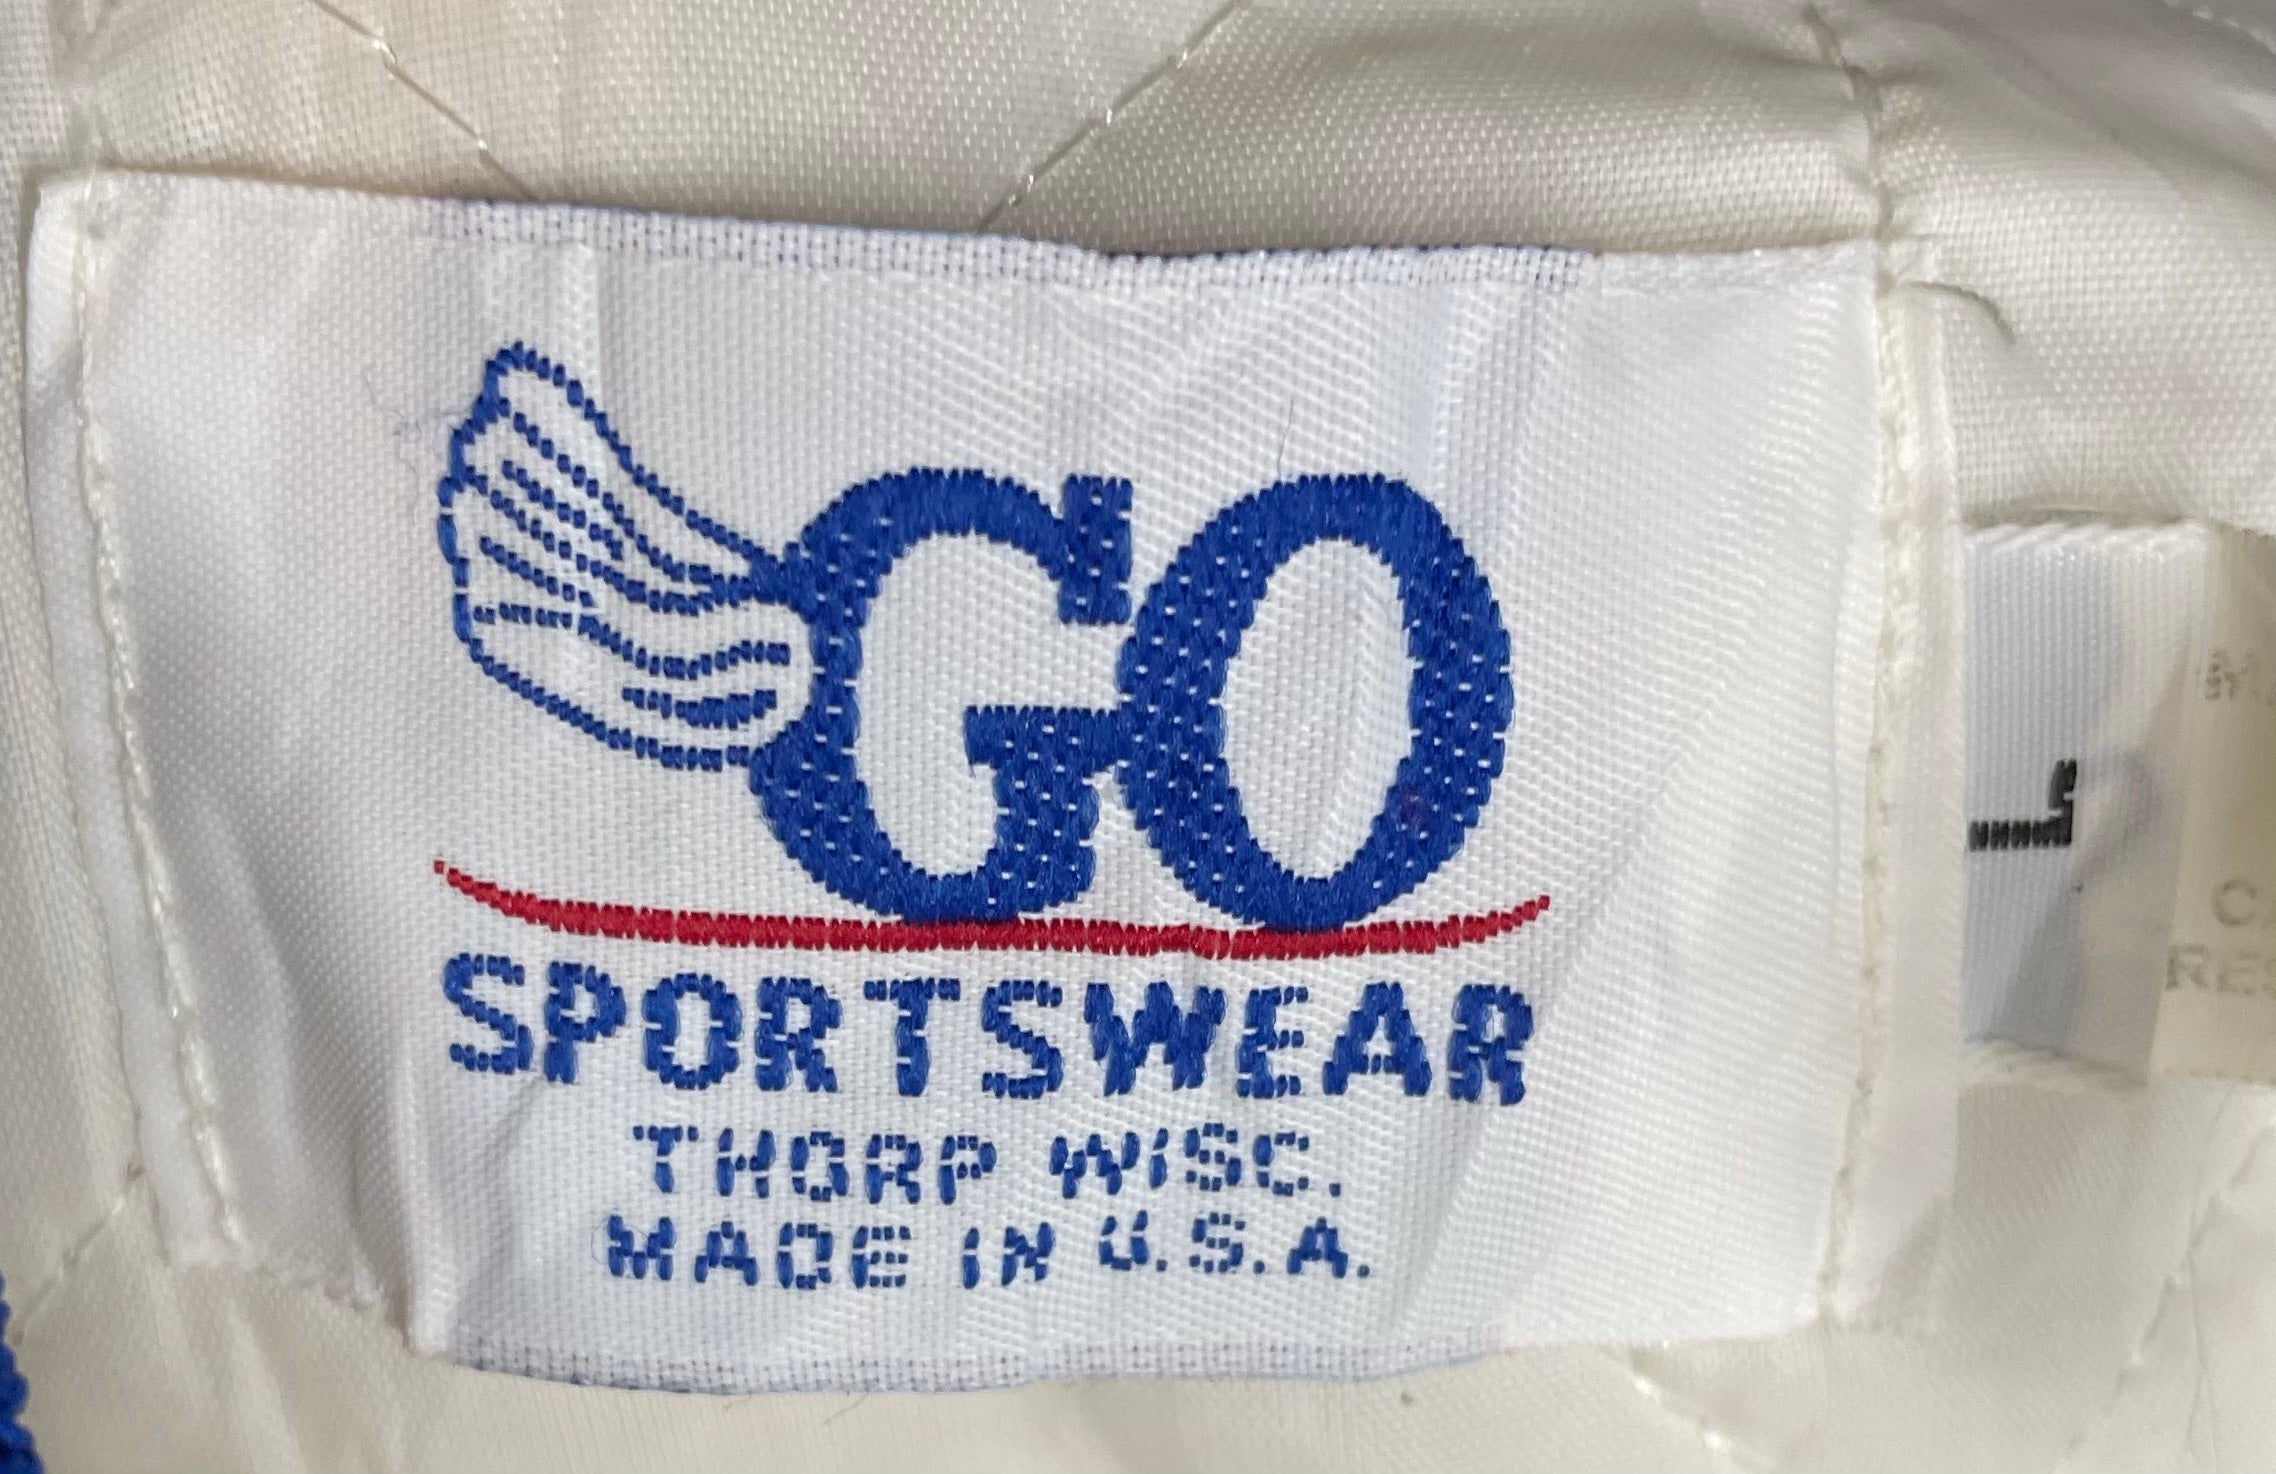 GO
SPORTSWEAR
THORP WISC.
MADE IN U.S.A.
L